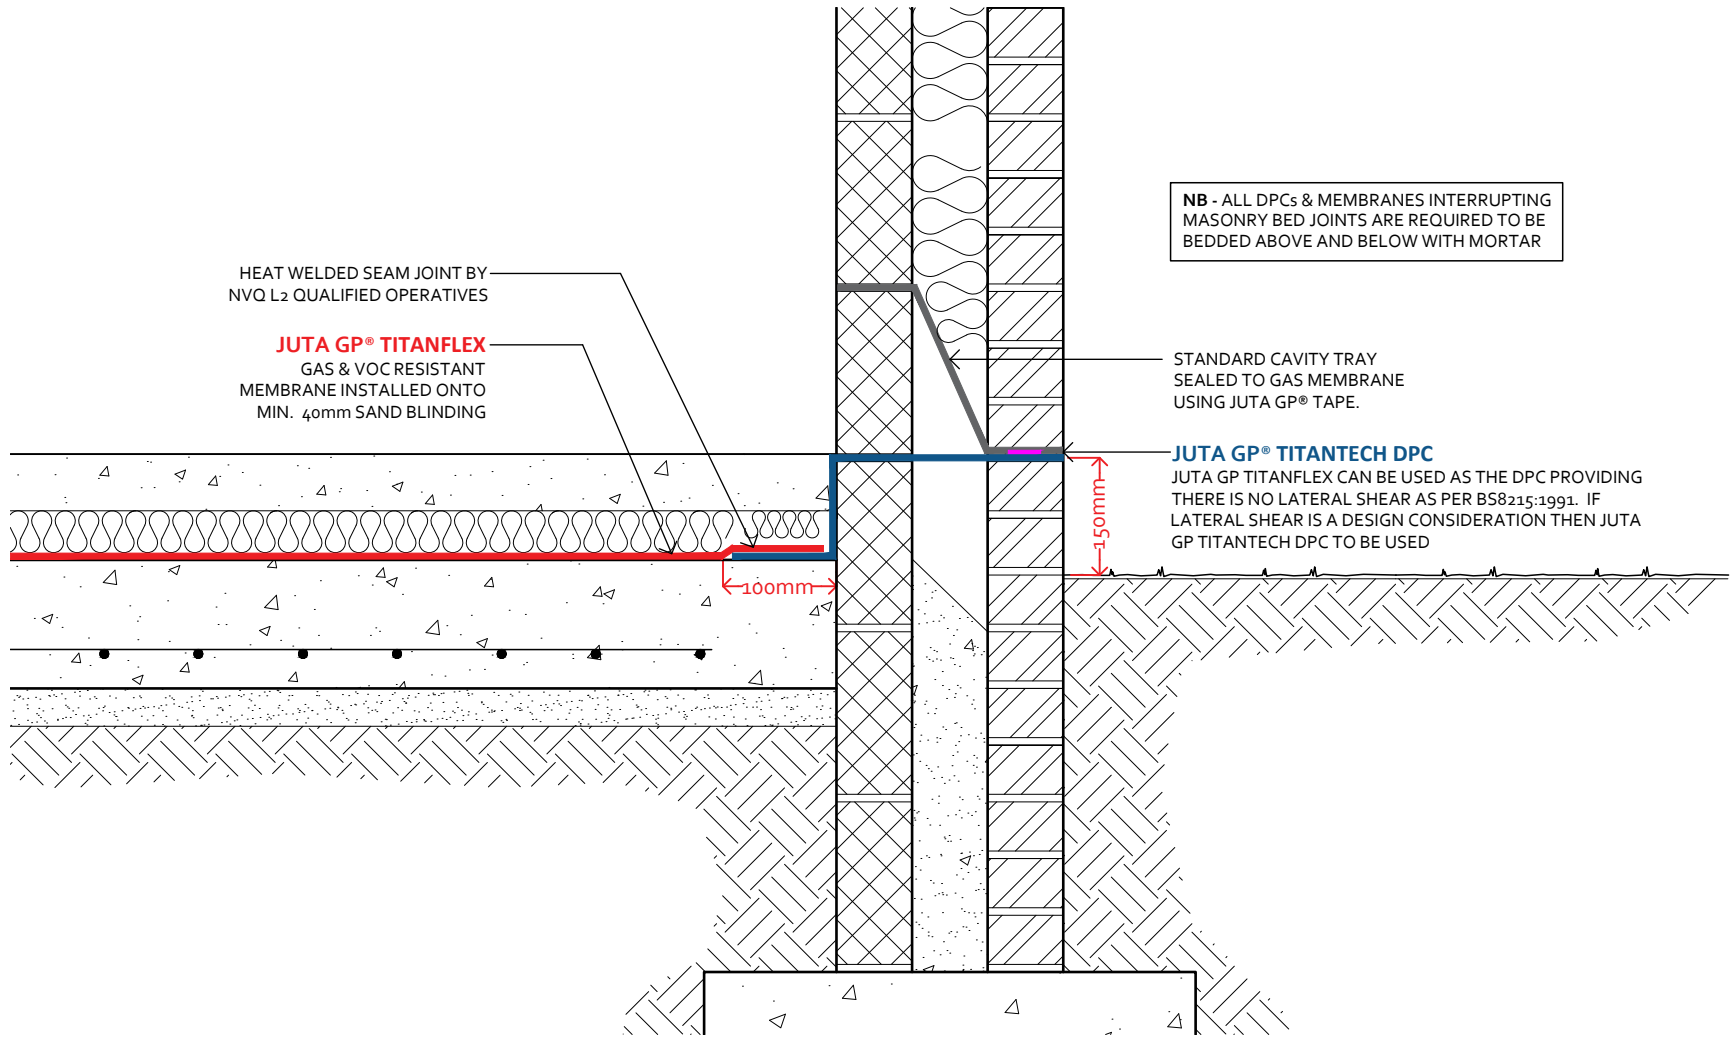 NB - ALL DPCs & MEMBRANES INTERRUPTING
MASONRY BED JOINTS ARE REQUIRED TO BE
BEDDED ABOVE AND BELOW WITH MORTAR
HEAT WELDED SEAM JOINT BY
NVQ L2 QUALIFIED OPERATIVES
JUTA GP® TITANFLEX
GAS & VOC RESISTANT
MEMBRANE INSTALLED ONTO
MIN. 40mm SAND BLINDING
STANDARD CAVITY TRAY
SEALED TO GAS MEMBRANE
USING JUTA GP® TAPE.
JUTA GP® TITANTECH DPC
JUTA GP TITANFLEX CAN BE USED AS THE DPC PROVIDING
THERE IS NO LATERAL SHEAR AS PER BS8215:1991. IF
LATERAL SHEAR IS A DESIGN CONSIDERATION THEN JUTA
GP TITANTECH DPC TO BE USED
150mm
100mm